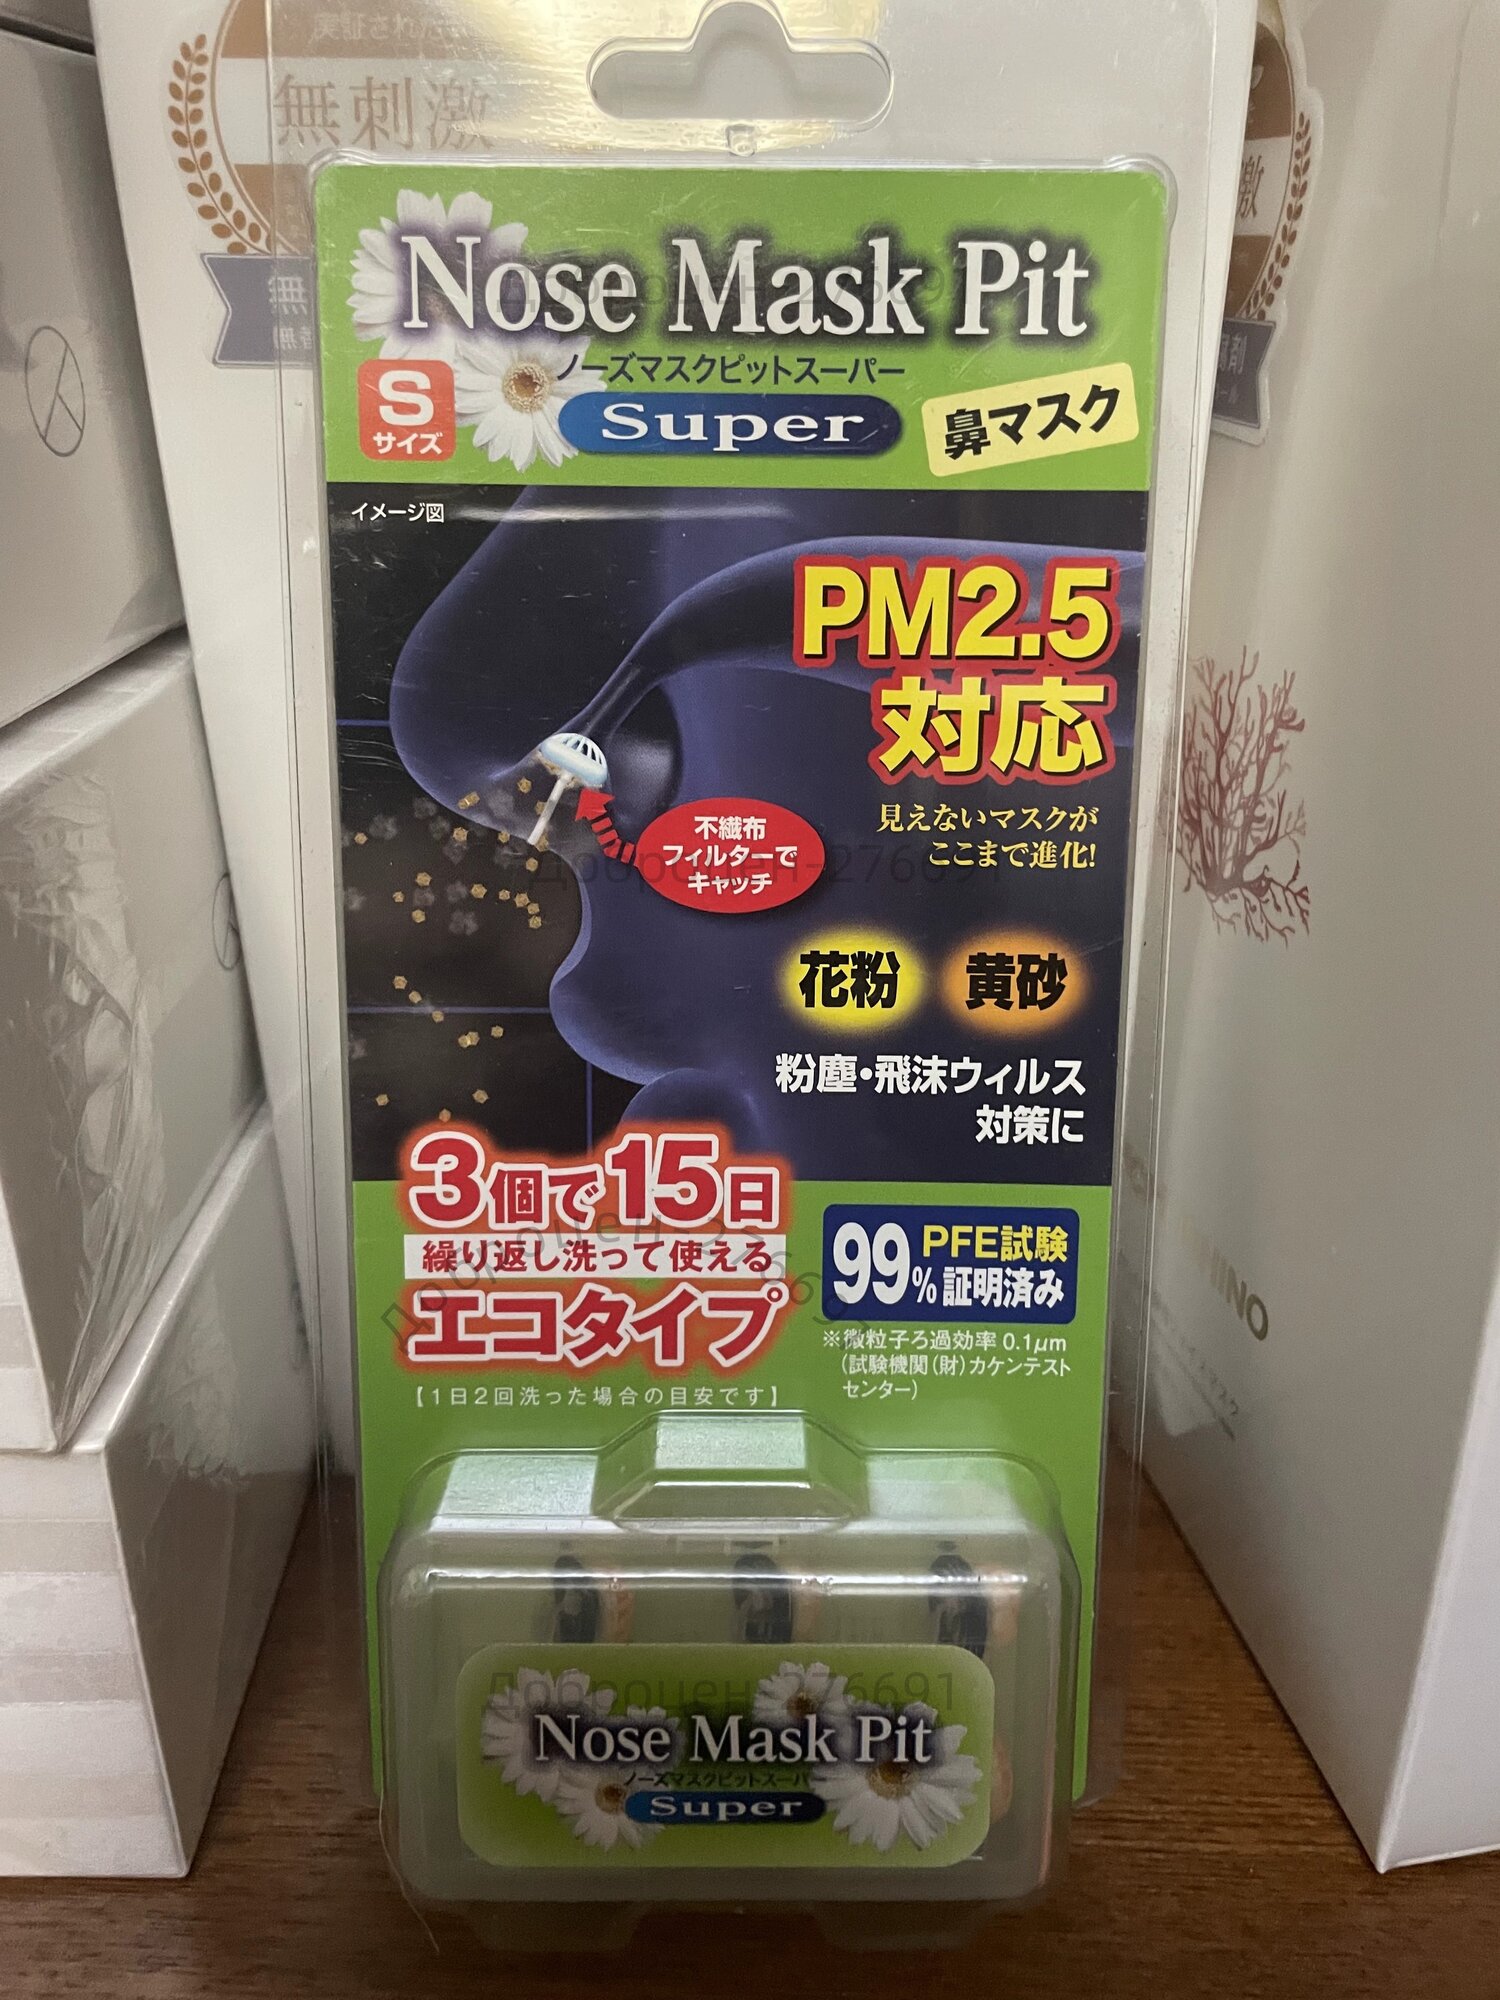 無刺激
Nose Mask Pit
ノーズマスクピットスーパー
Super
S
サイズ
鼻マスク
イメージ図
PM2.5
対応
見えないマスクが
ここまで進化!
不織布
フィルターで
キャッチ
花粉 黄砂
粉塵・飛沫ウィルス
対策に
3個で15日
繰り返し洗って使える
エコタイプ
【1日2回洗った場合の目安です】
99% PFE試験
証明済み
※微粒子ろ過効率 0.1μm
(試験機関(財)カケンテスト
センター)
Nose Mask Pit
ノーズマスクピットスーパー
Super
Доброцен-276691
Доброцен-276691
Доброцен-276691
Доброцен-276691